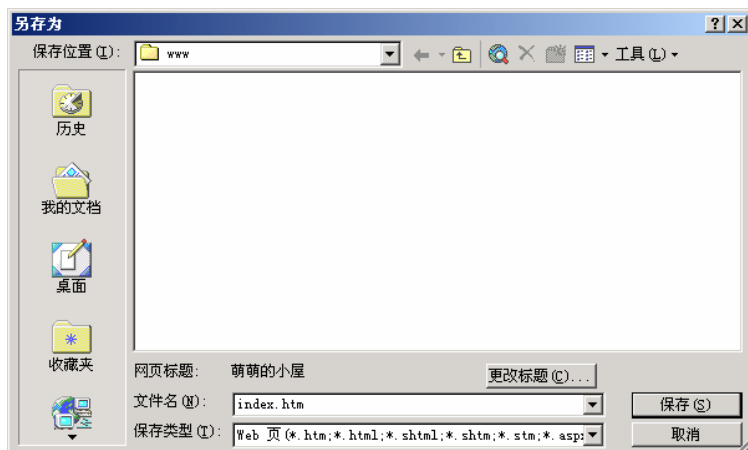 另存为
保存位置(I):
www
工具(L)
历史
我的文档
桌面
收藏夹
网页标题: 萌萌的小屋
更改标题(C)...
文件名(N): index.htm
保存(S)
保存类型(T): Web 页(*.htm;*.html;*.shtml;*.shtm;*.stm;*.asp;
取消